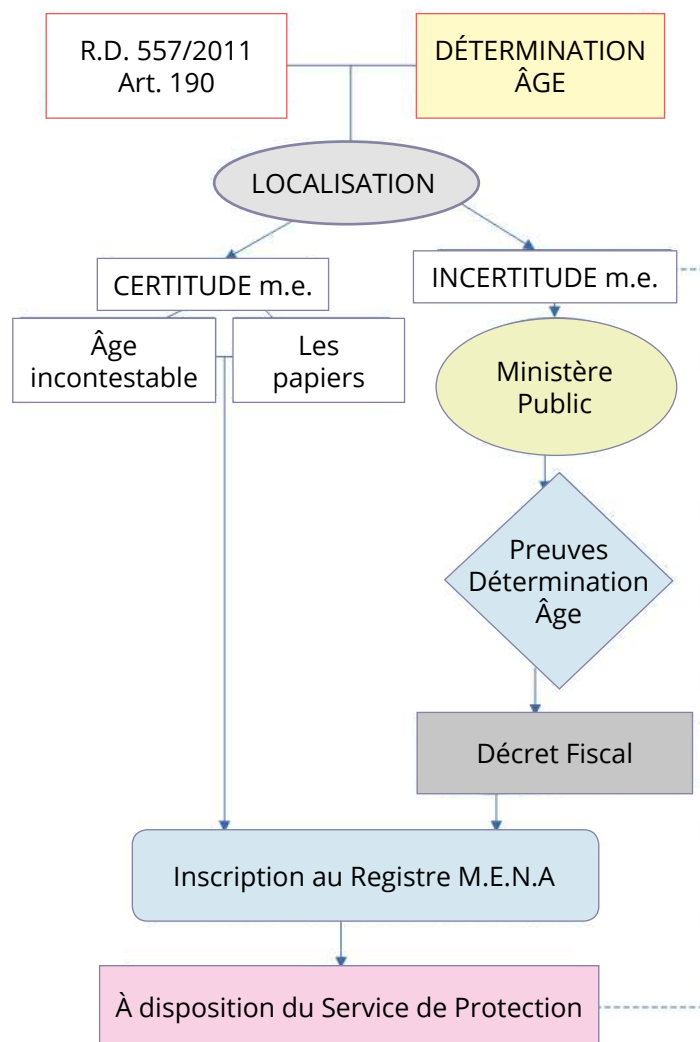 R.D. 557/2011
Art. 190
DÉTERMINATION
ÂGE
LOCALISATION
CERTITUDE m.e.
INCERTITUDE m.e.
Âge
incontestable
Les
papiers
Ministère
Public
Preuves
Détermination
Âge
Décret Fiscal
Inscription au Registre M.E.N.A
À disposition du Service de Protection